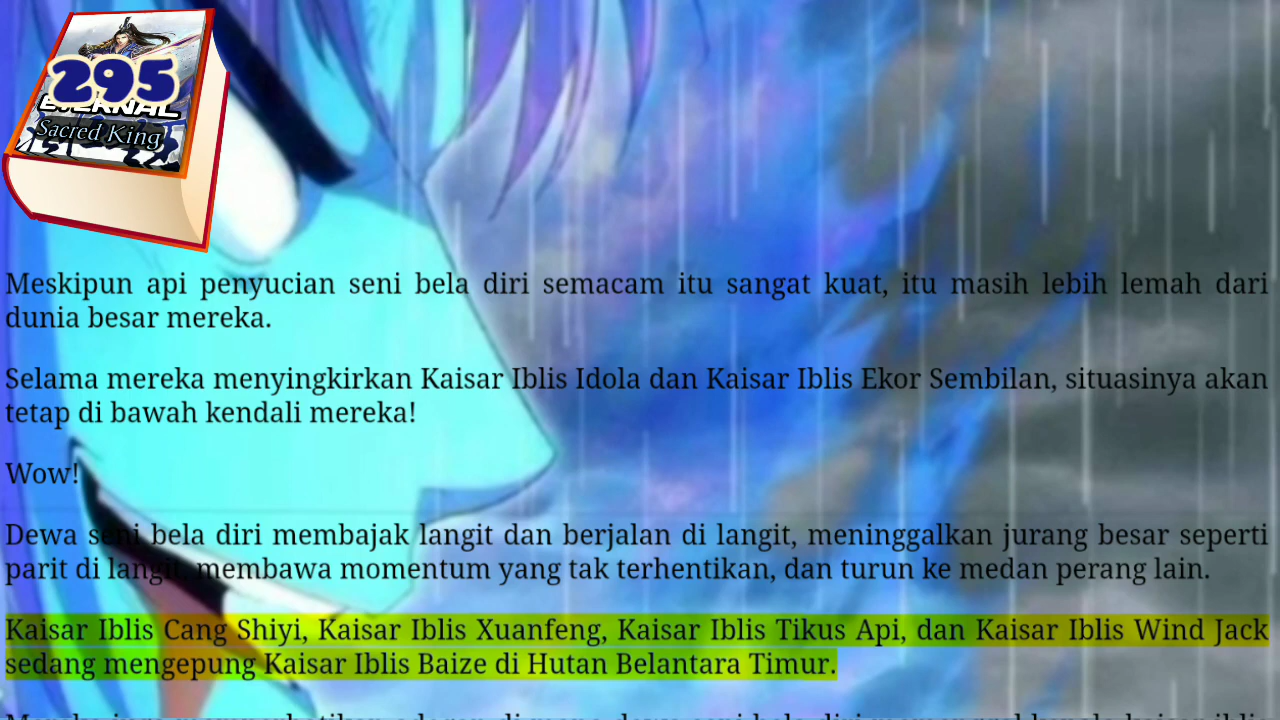 295
ETERNAL
Sacred King
Meskipun api penyucian seni bela diri semacam itu sangat kuat, itu masih lebih lemah dari
dunia besar mereka.
Selama mereka menyingkirkan Kaisar Iblis Idola dan Kaisar Iblis Ekor Sembilan, situasinya akan
tetap di bawah kendali mereka!
Wow!
Dewa seni bela diri membajak langit dan berjalan di langit, meninggalkan jurang besar seperti
parit di langit, membawa momentum yang tak terhentikan, dan turun ke medan perang lain.
Kaisar Iblis Cang Shiyi, Kaisar Iblis Xuanfeng, Kaisar Iblis Tikus Api, dan Kaisar Iblis Wind Jack
sedang mengepung Kaisar Iblis Baize di Hutan Belantara Timur.